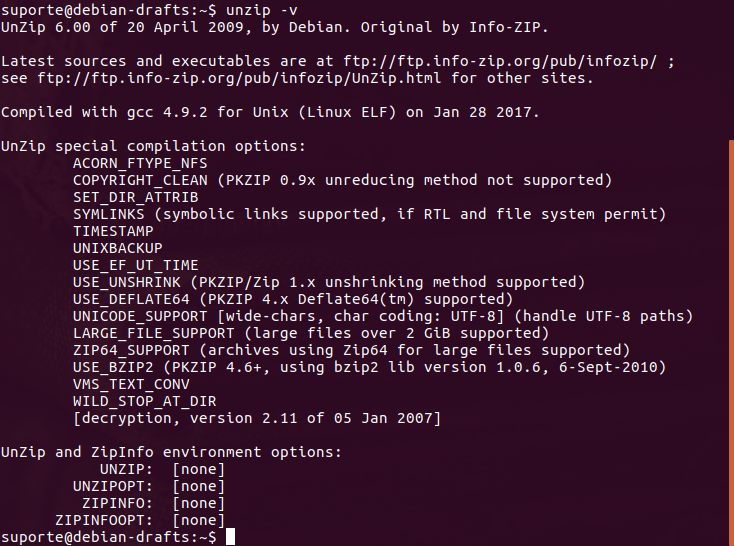 suporte@debian-drafts:~$ unzip -v
UnZip 6.00 of 20 April 2009, by Debian. Original by Info-ZIP.
Latest sources and executables are at ftp://ftp.info-zip.org/pub/infozip/ ;
see ftp://ftp.info-zip.org/pub/infozip/UnZip.html for other sites.
Compiled with gcc 4.9.2 for Unix (Linux ELF) on Jan 28 2017.
UnZip special compilation options:
ACORN_FTYPE_NFS
COPYRIGHT_CLEAN (PKZIP 0.9x unreducing method not supported)
SET_DIR_ATTRIB
SYMLINKS (symbolic links supported, if RTL and file system permit)
TIMESTAMP
UNIXBACKUP
USE_EF_UT_TIME
USE_UNSHRINK (PKZIP/Zip 1.x unshrinking method supported)
USE_DEFLATE64 (PKZIP 4.x Deflate64(tm) supported)
UNICODE_SUPPORT [wide-chars, char coding: UTF-8] (handle UTF-8 paths)
LARGE_FILE_SUPPORT (large files over 2 GiB supported)
ZIP64_SUPPORT (archives using Zip64 for large files supported)
USE_BZIP2 (PKZIP 4.6+, using bzip2 lib version 1.0.6, 6-Sept-2010)
VMS_TEXT_CONV
WILD_STOP_AT_DIR
[decryption, version 2.11 of 05 Jan 2007]
UnZip and ZipInfo environment options:
UNZIP: [none]
UNZIPOPT: [none]
ZIPINFO: [none]
ZIPINFOOPT: [none]
suporte@debian-drafts:~$